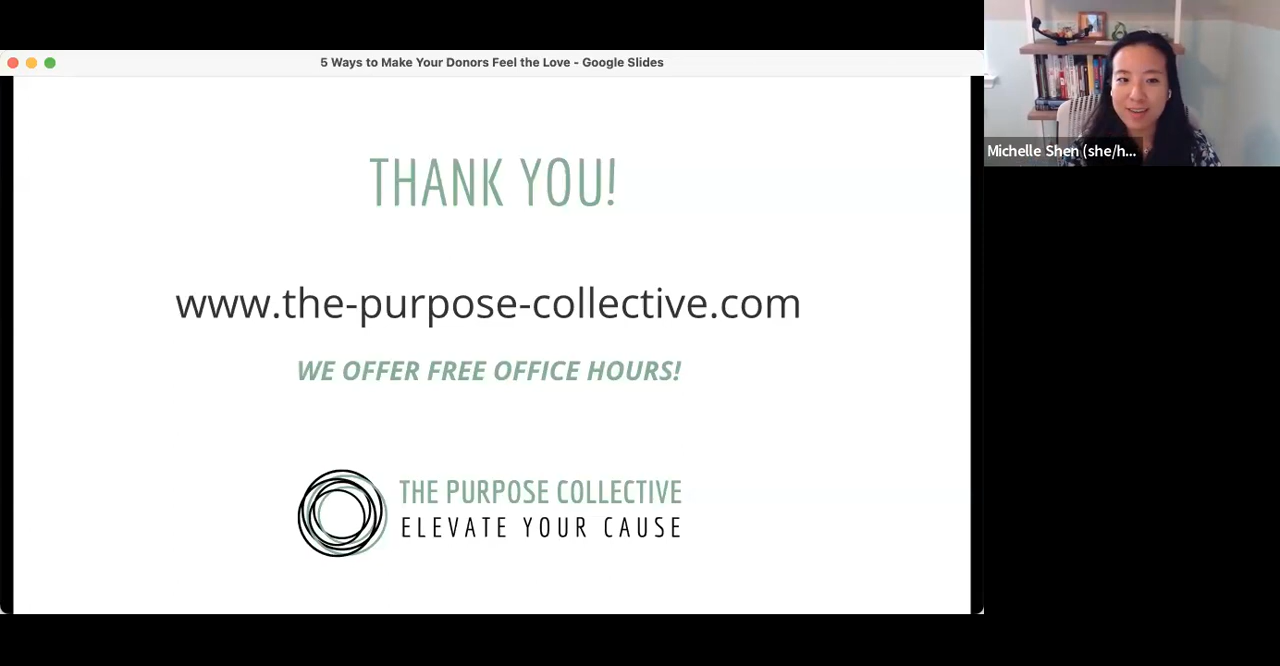 5 Ways to Make Your Donors Feel the Love - Google Slides
THANK YOU!
www.the-purpose-collective.com
WE OFFER FREE OFFICE HOURS!
THE PURPOSE COLLECTIVE
ELEVATE YOUR CAUSE
Michelle Shen (she/h...